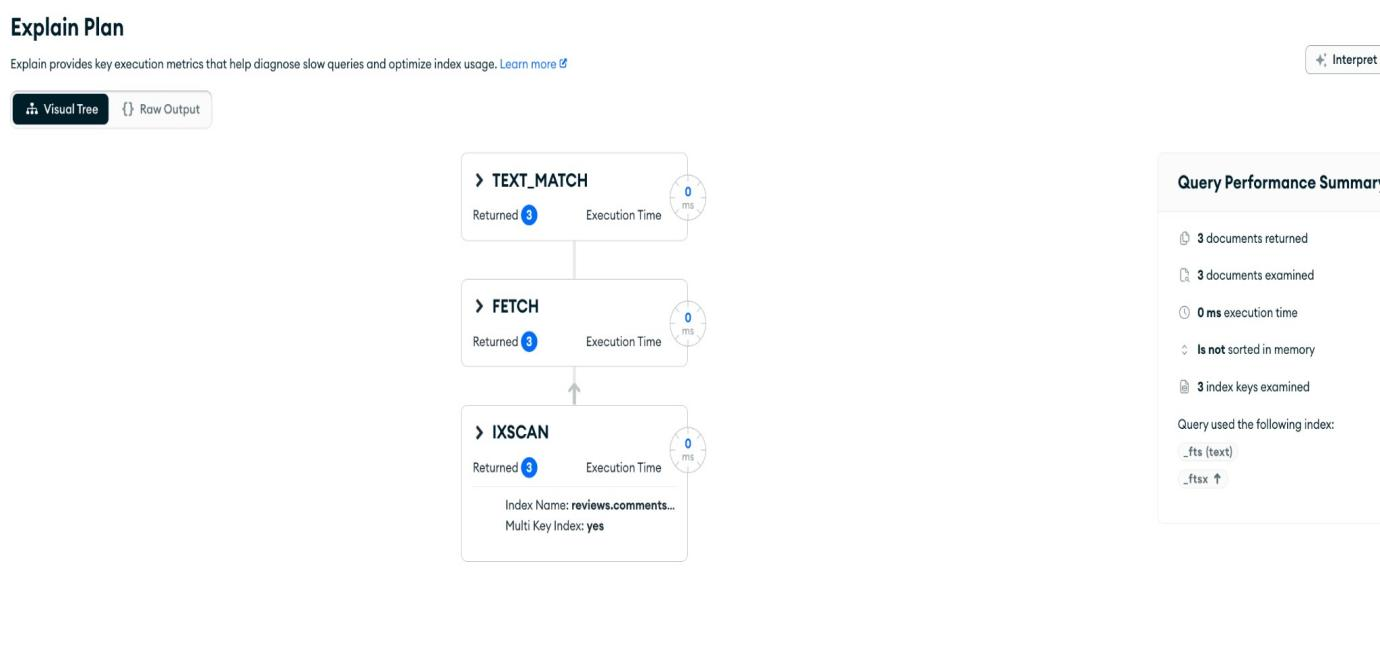 Explain Plan
Explain provides key execution metrics that help diagnose slow queries and optimize index usage. Learn more
Interpret
Visual Tree {} Raw Output
TEXT_MATCH
0
ms
Returned 3 Execution Time
FETCH
0
ms
Returned 3 Execution Time
IXSCAN
0
ms
Returned 3 Execution Time
Index Name: reviews.comments...
Multi Key Index: yes
Query Performance Summary
3 documents returned
3 documents examined
0 ms execution time
Is not sorted in memory
3 index keys examined
Query used the following index:
_fts (text)
_ftsx ↑